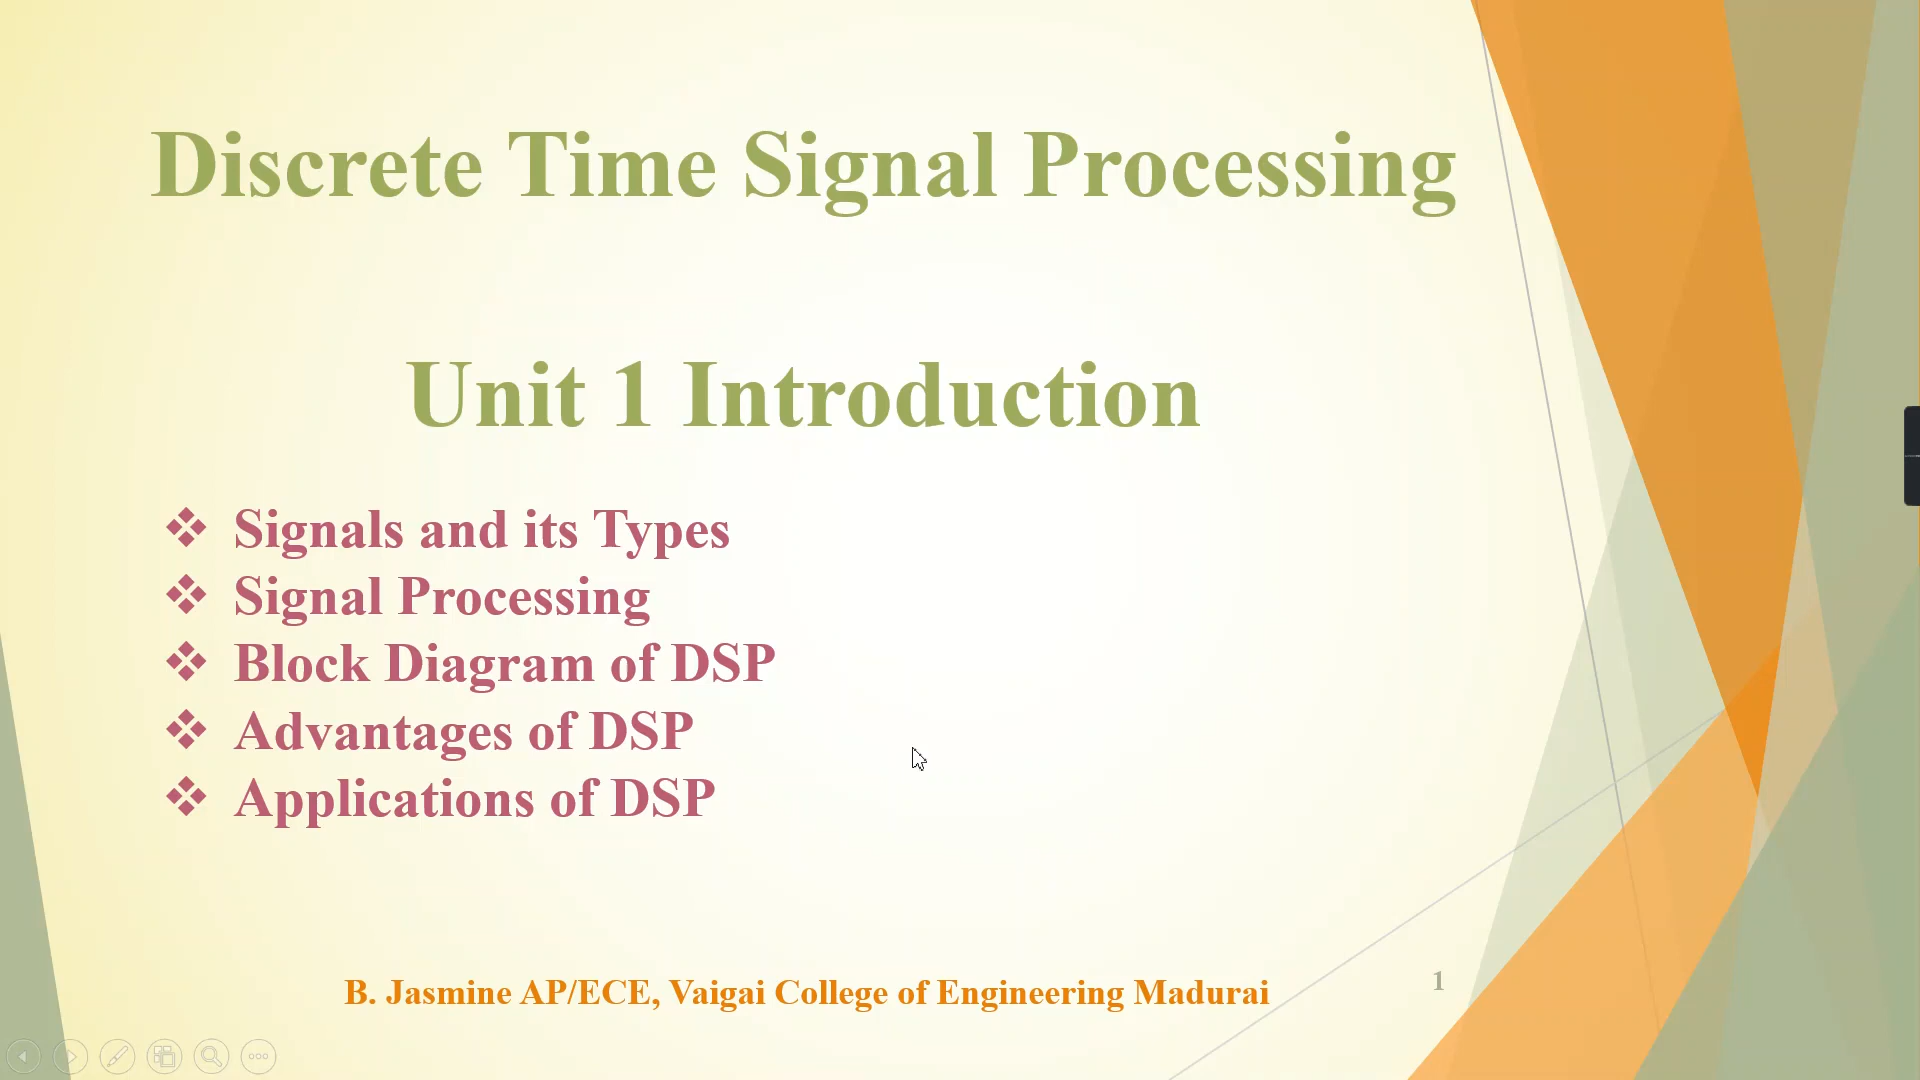 Discrete Time Signal Processing
Unit 1 Introduction
❖ Signals and its Types
❖ Signal Processing
❖ Block Diagram of DSP
❖ Advantages of DSP
❖ Applications of DSP
B. Jasmine AP/ECE, Vaigai College of Engineering Madurai
1